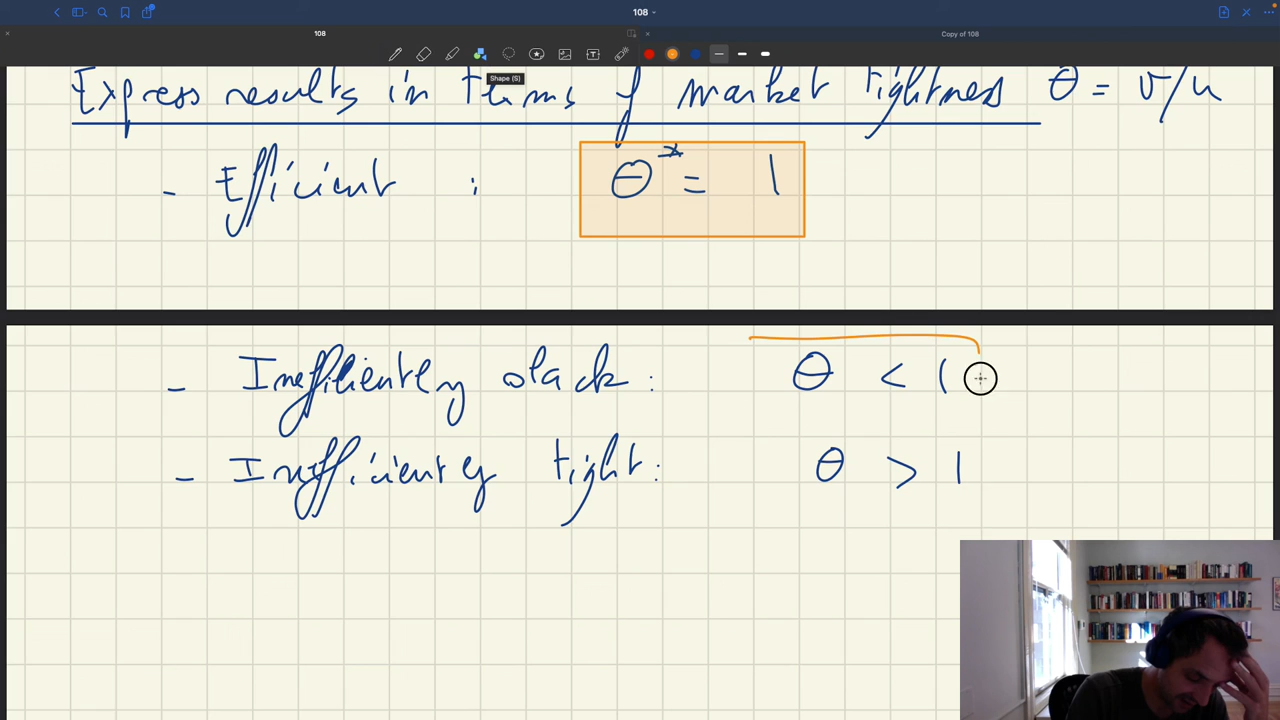 108
108
Copy of 108
Shape (S)
Express results in terms of market tightness θ = v/u
- Efficient : θ* = 1
- Inefficiently slack: θ < 1
- Inefficiently tight: θ > 1